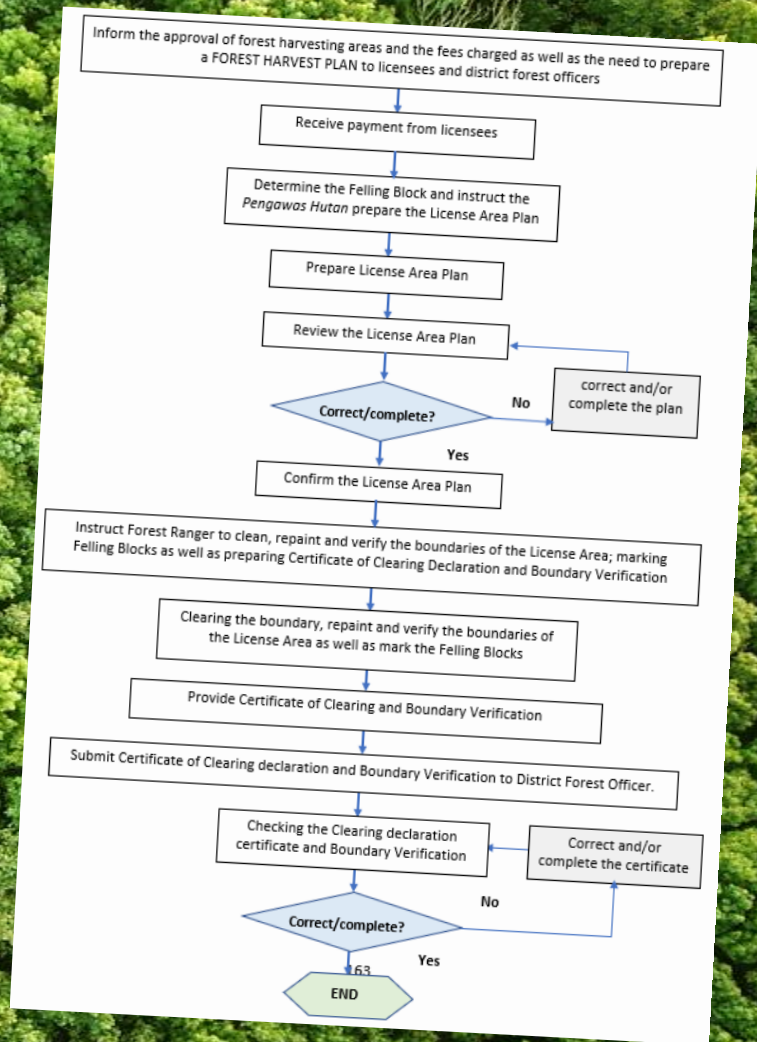 Inform the approval of forest harvesting areas and the fees charged as well as the need to prepare
a FOREST HARVEST PLAN to licensees and district forest officers
Receive payment from licensees
Determine the Felling Block and instruct the
Pengawas Hutan prepare the License Area Plan
Prepare License Area Plan
Review the License Area Plan
correct and/or
complete the plan
Correct/complete?
No
Yes
Confirm the License Area Plan
Instruct Forest Ranger to clean, repaint and verify the boundaries of the License Area; marking
Felling Blocks as well as preparing Certificate of Clearing Declaration and Boundary Verification
Clearing the boundary, repaint and verify the boundaries of
the License Area as well as mark the Felling Blocks
Provide Certificate of Clearing and Boundary Verification
Submit Certificate of Clearing declaration and Boundary Verification to District Forest Officer.
Checking the Clearing declaration
certificate and Boundary Verification
Correct and/or
complete the certificate
Correct/complete?
No
Yes
163
END